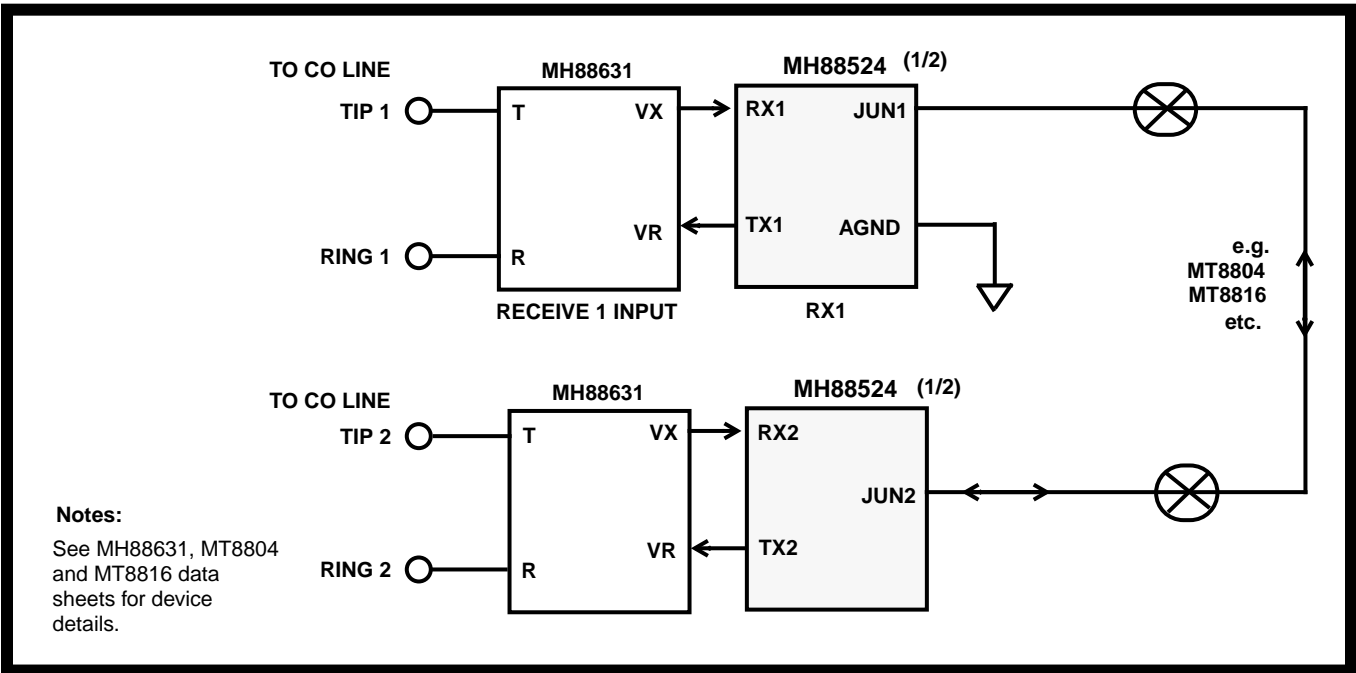 TO CO LINE
MH88631
MH88524 (1/2)
TIP 1
T
VX
RX1
JUN1
RING 1
R
VR
TX1
AGND
RECEIVE 1 INPUT
RX1
e.g.
MT8804
MT8816
etc.
TO CO LINE
MH88631
MH88524 (1/2)
TIP 2
T
VX
RX2
JUN2
RING 2
R
VR
TX2
Notes:
See MH88631, MT8804
and MT8816 data
sheets for device
details.